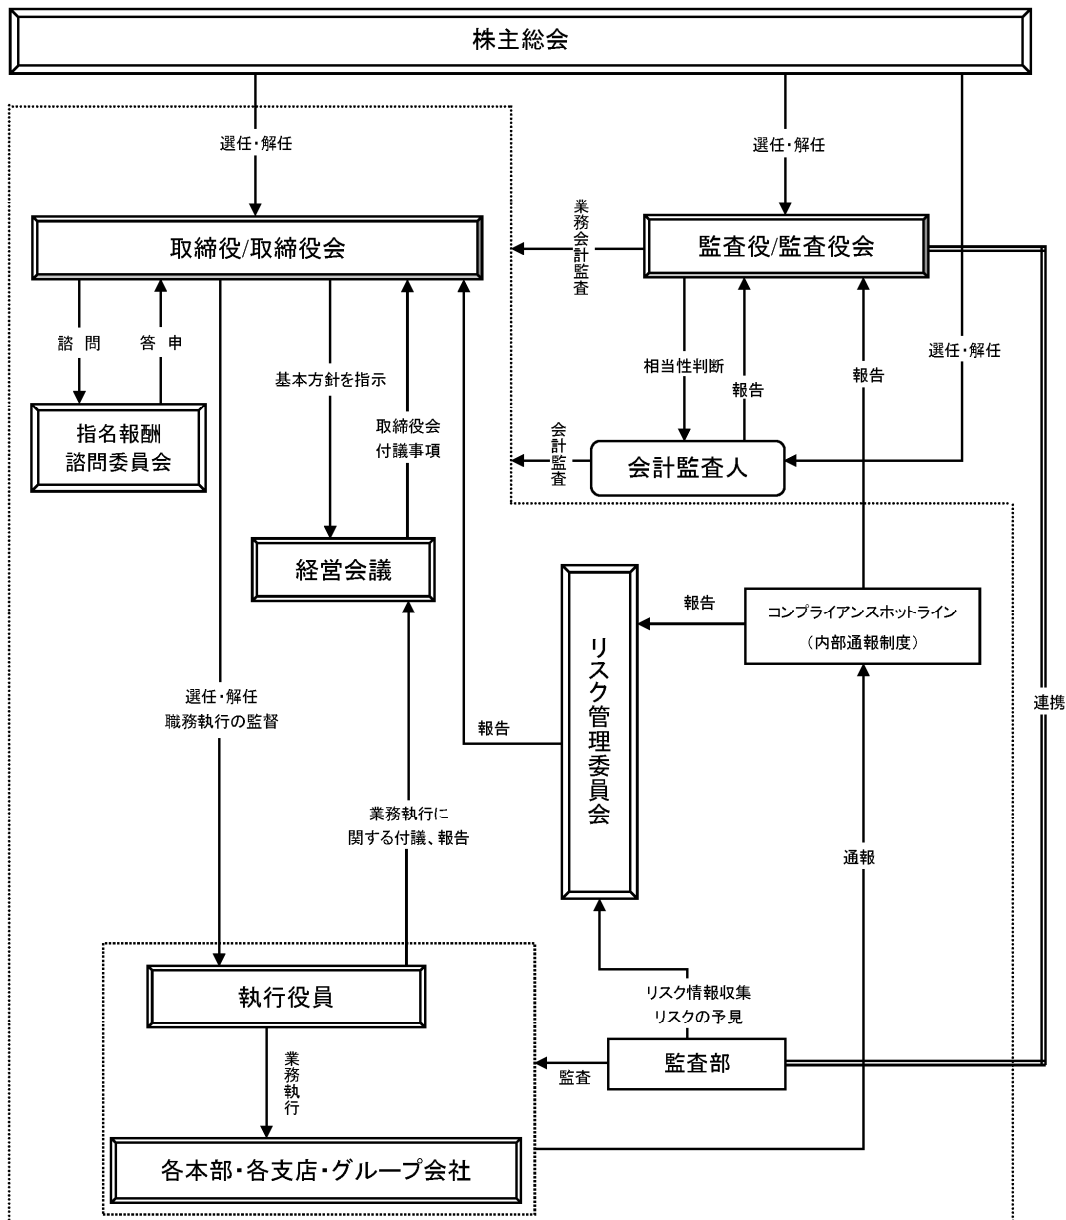 株主総会
選任・解任
選任・解任
取締役/取締役会
業務会計監査
監査役/監査役会
諮問
答申
基本方針を指示
相当性判断
報告
報告
選任・解任
指名報酬
諮問委員会
取締役会
付議事項
会計監査
会計監査人
経営会議
報告
コンプライアンスホットライン
（内部通報制度）
リスク管理委員会
選任・解任
職務執行の監督
報告
連携
業務執行に
関する付議、報告
通報
執行役員
リスク情報収集
リスクの予見
業務執行
監査
監査部
各本部・各支店・グループ会社